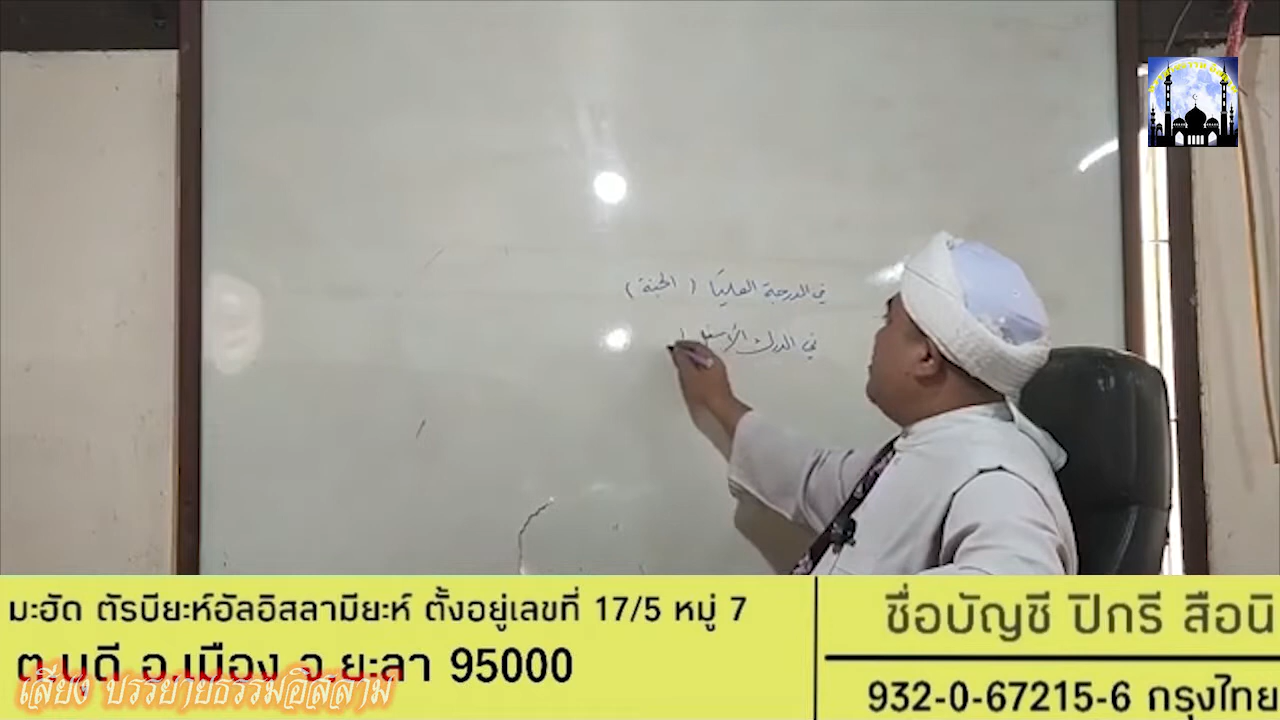 في الدرجة العليا ( الجنة )
في الدرك الأسفل ا
มะฮัด ตัรบียะห์อัลอิสลามียะห์ ตั้งอยู่เลขที่ 17/5 หมู่ 7
ต.บุดี อ.เมือง จ.ยะลา 95000
เสียง บรรยายธรรมอิสลาม
ชื่อบัญชี ปิกรี สือนิ
932-0-67215-6 กรุงไทย